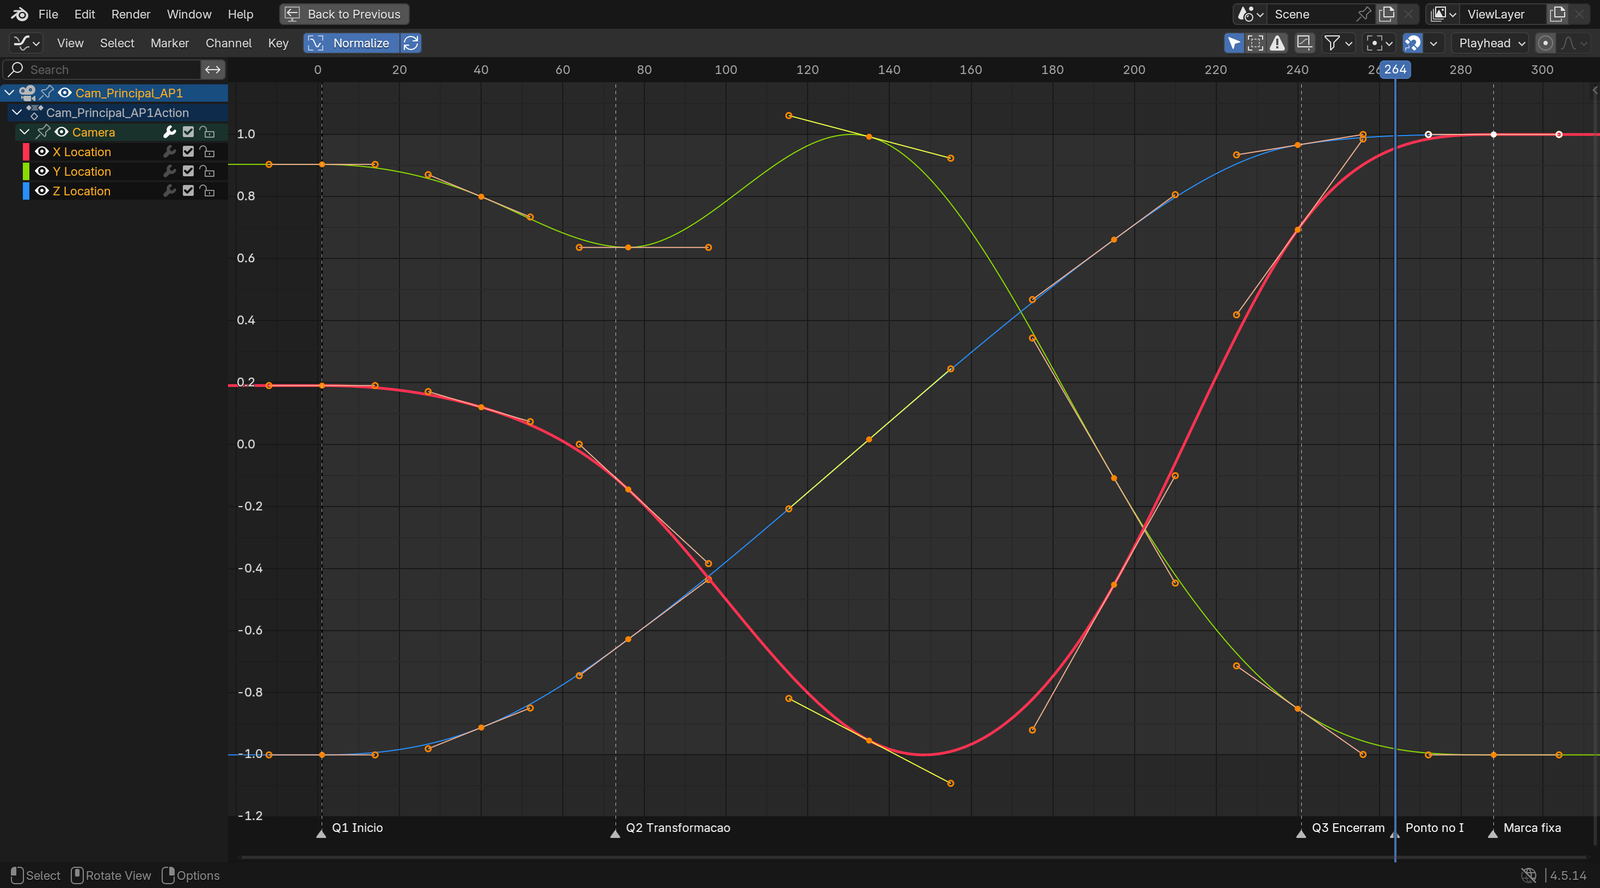 File Edit Render Window Help Back to Previous Scene ViewLayer
View Select Marker Channel Key Normalize Playhead
Search 0 20 40 60 80 100 120 140 160 180 200 220 240 264 280 300
Cam_Principal_AP1
Cam_Principal_AP1Action
Camera
X Location
Y Location
Z Location
1.0
0.8
0.6
0.4
0.2
0.0
-0.2
-0.4
-0.6
-0.8
-1.0
-1.2
Q1 Inicio Q2 Transformacao Q3 Encerram Ponto no I Marca fixa
Select Rotate View Options 4.5.14